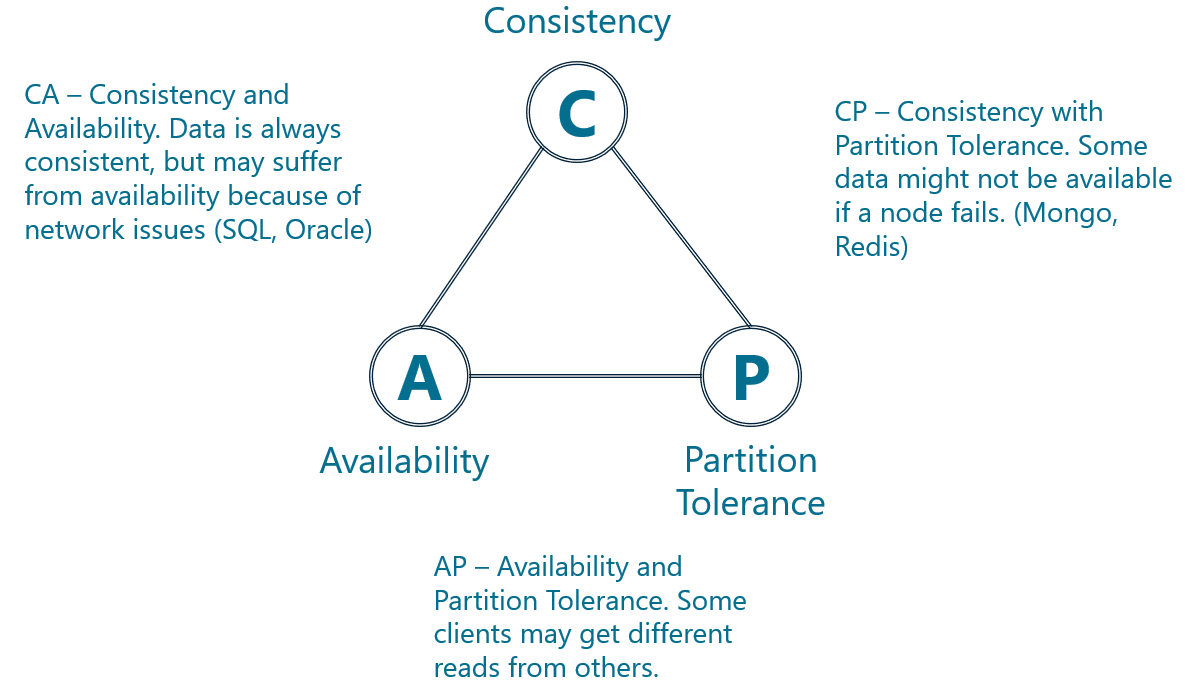 Consistency
C
CA – Consistency and
Availability. Data is always
consistent, but may suffer
from availability because of
network issues (SQL, Oracle)
CP – Consistency with
Partition Tolerance. Some
data might not be available
if a node fails. (Mongo,
Redis)
A
P
Availability
Partition
Tolerance
AP – Availability and
Partition Tolerance. Some
clients may get different
reads from others.